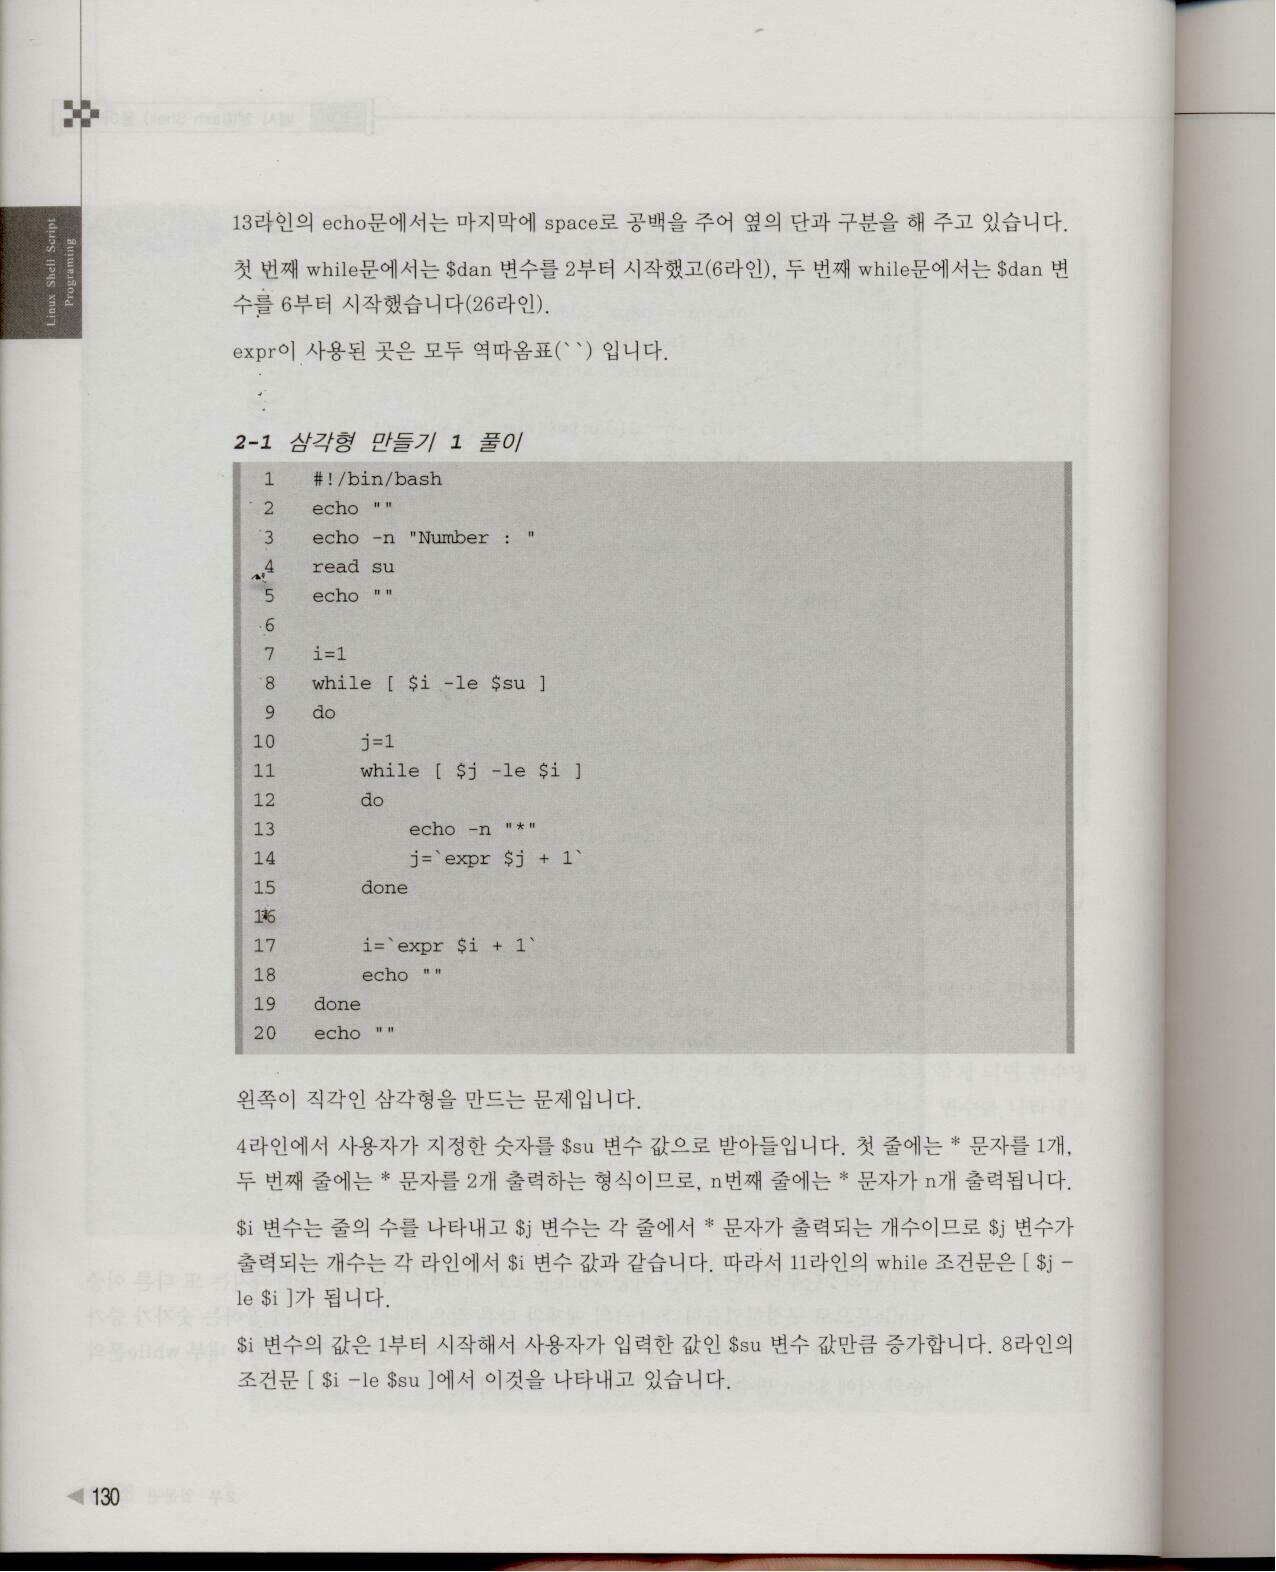 Linux Shell Script
Programing
13라인의 echo문에서는 마지막에 space로 공백을 주어 옆의 단과 구분을 해 주고 있습니다.
첫 번째 while문에서는 $dan 변수를 2부터 시작했고(6라인), 두 번째 while문에서는 $dan 변
수를 6부터 시작했습니다(26라인).
expr이 사용된 곳은 모두 역따옴표(``) 입니다.
2-1 삼각형 만들기 1 풀이
1 #!/bin/bash
2 echo ""
3 echo -n "Number : "
4 read su
5 echo ""
6
7 i=1
8 while [ $i -le $su ]
9 do
10 j=1
11 while [ $j -le $i ]
12 do
13 echo -n "*"
14 j=`expr $j + 1`
15 done
16
17 i=`expr $i + 1`
18 echo ""
19 done
20 echo ""
왼쪽이 직각인 삼각형을 만드는 문제입니다.
4라인에서 사용자가 지정한 숫자를 $su 변수 값으로 받아들입니다. 첫 줄에는 * 문자를 1개,
두 번째 줄에는 * 문자를 2개 출력하는 형식이므로, n번째 줄에는 * 문자가 n개 출력됩니다.
$i 변수는 줄의 수를 나타내고 $j 변수는 각 줄에서 * 문자가 출력되는 개수이므로 $j 변수가
출력되는 개수는 각 라인에서 $i 변수 값과 같습니다. 따라서 11라인의 while 조건문은 [ $j -
le $i ]가 됩니다.
$i 변수의 값은 1부터 시작해서 사용자가 입력한 값인 $su 변수 값만큼 증가합니다. 8라인의
조건문 [ $i -le $su ]에서 이것을 나타내고 있습니다.
130